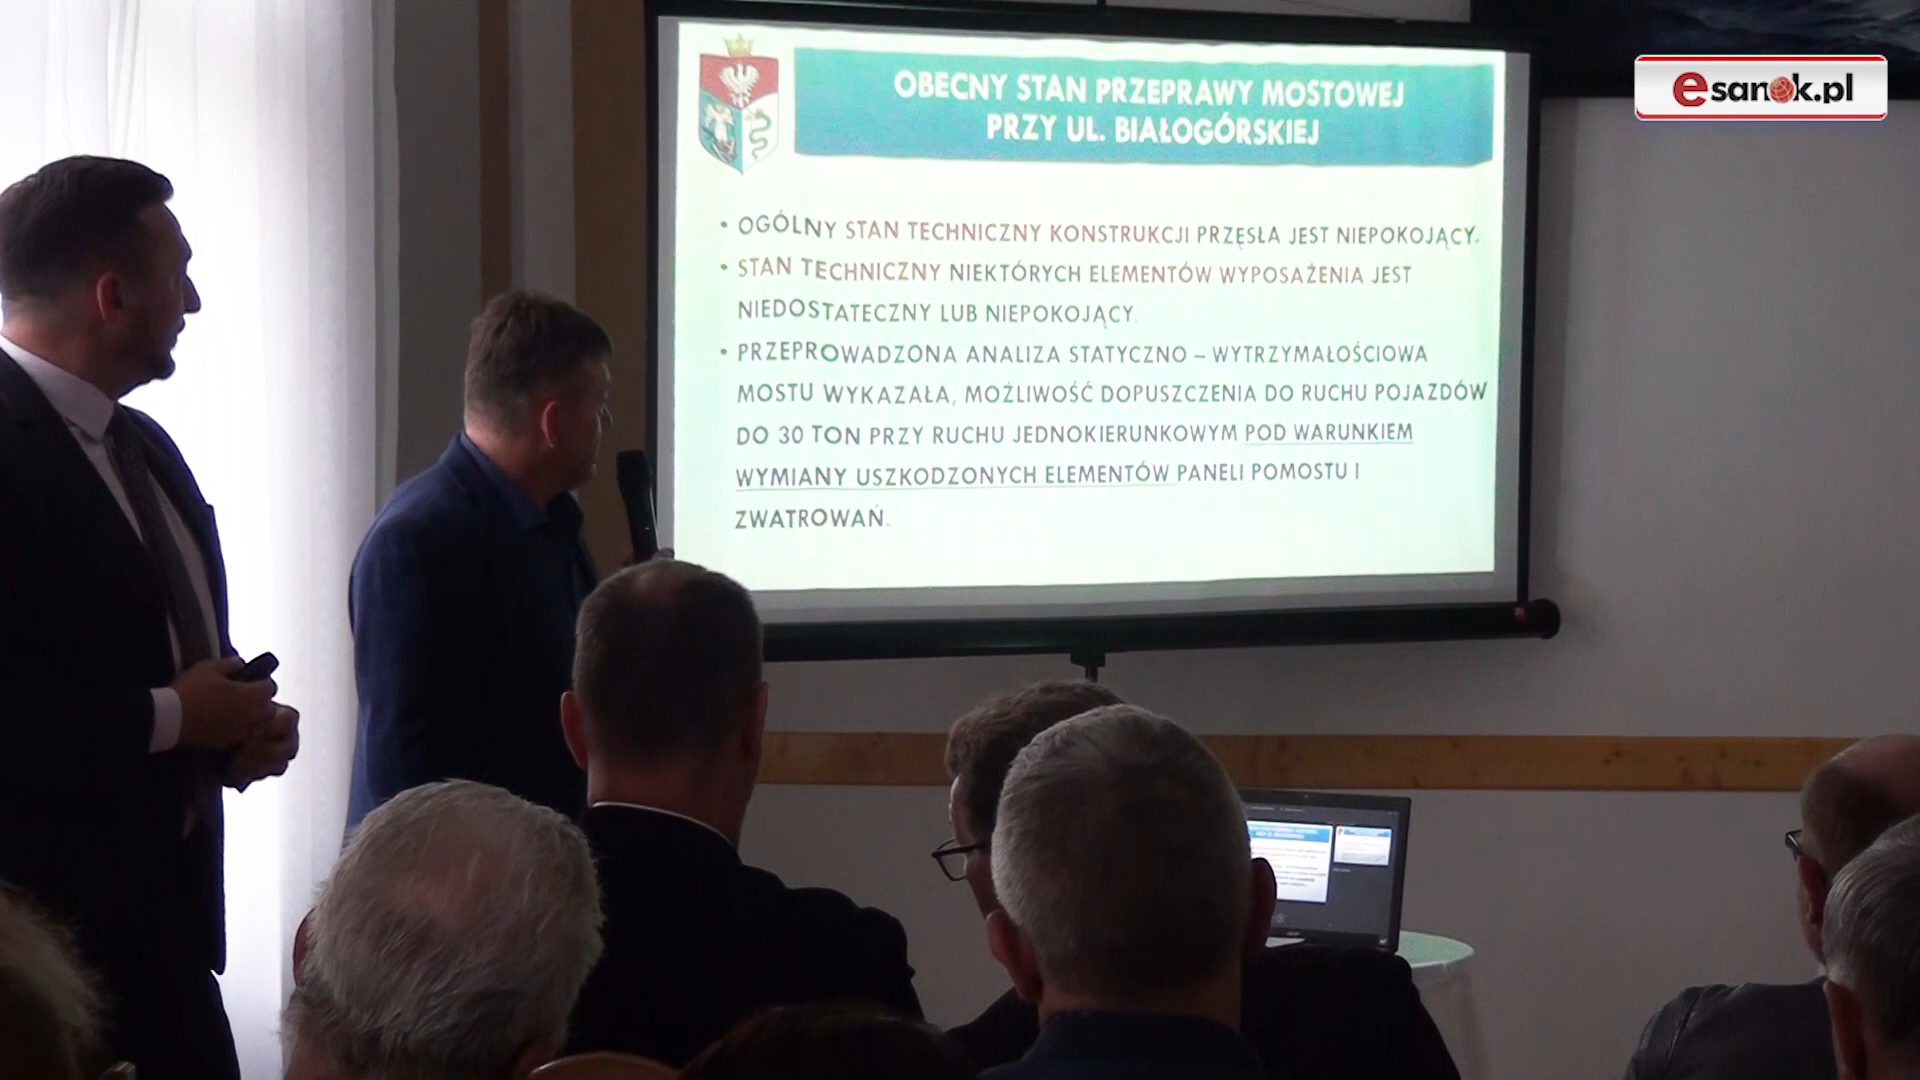 esanok.pl
OBECNY STAN PRZEPRAWY MOSTOWEJ
PRZY UL. BIAŁOGÓRSKIEJ
• OGÓLNY STAN TECHNICZNY KONSTRUKCJI PRZĘSŁA JEST NIEPOKOJĄCY.
• STAN TECHNICZNY NIEKTÓRYCH ELEMENTÓW WYPOSAŻENIA JEST
NIEDOSTATECZNY LUB NIEPOKOJĄCY.
• PRZEPROWADZONA ANALIZA STATYCZNO – WYTRZYMAŁOŚCIOWA
MOSTU WYKAZAŁA, MOŻLIWOŚĆ DOPUSZCZENIA DO RUCHU POJAZDÓW
DO 30 TON PRZY RUCHU JEDNOKIERUNKOWYM POD WARUNKIEM
WYMIANY USZKODZONYCH ELEMENTÓW PANELI POMOSTU I
ZWATROWAŃ.